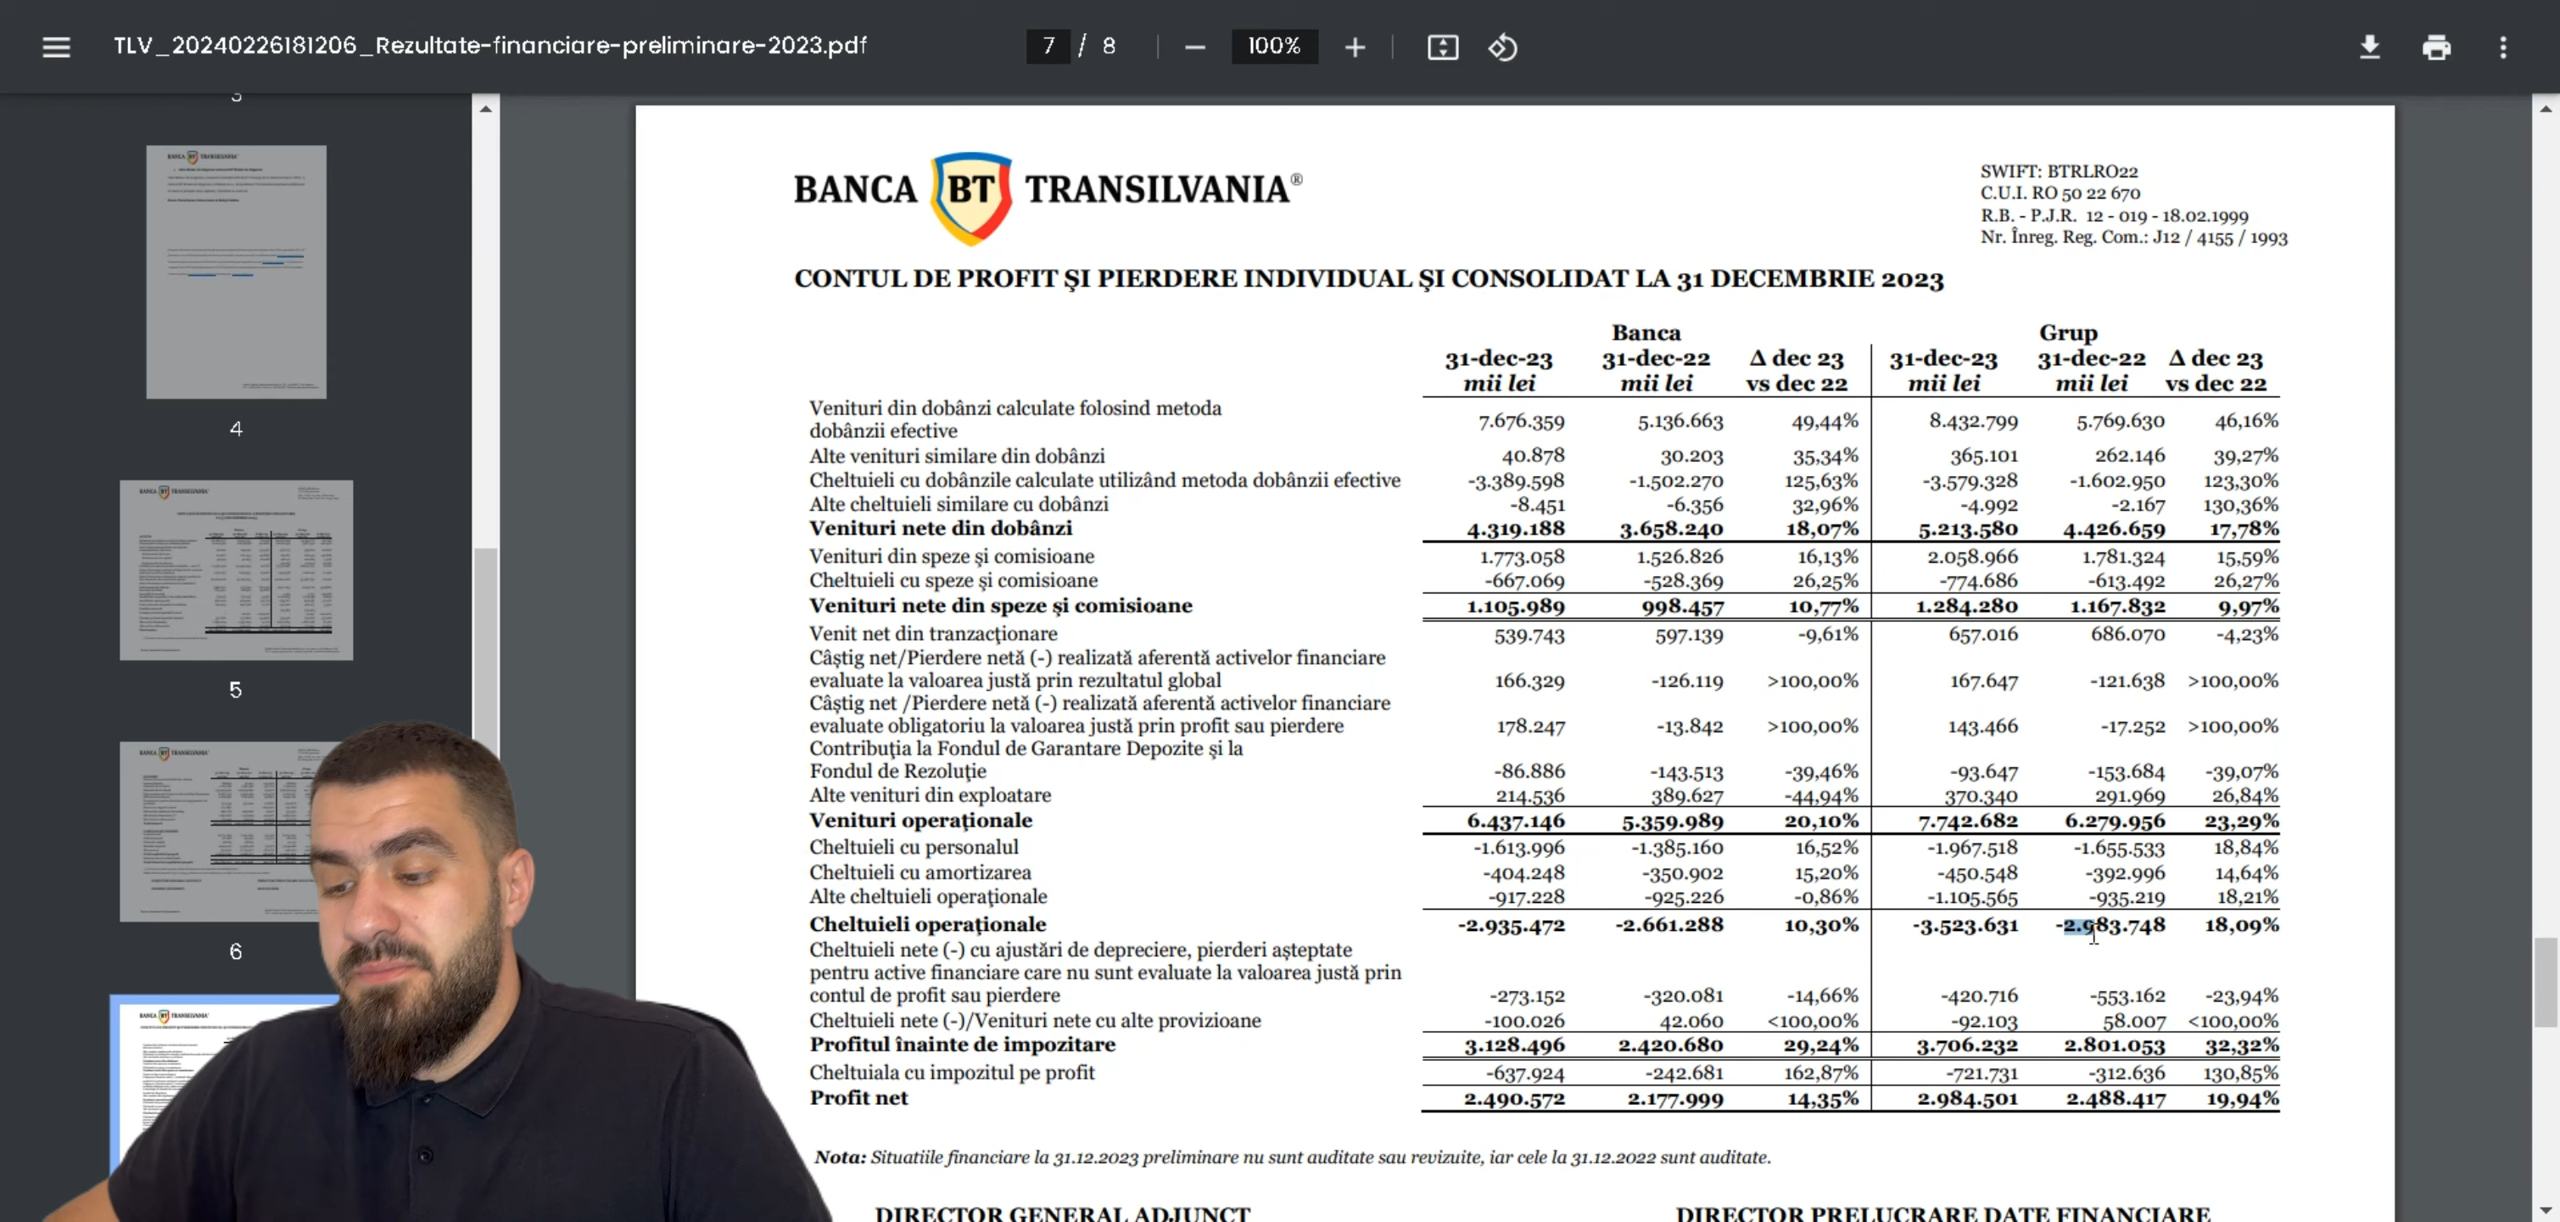 TLV_20240226181206_Rezultate-financiare-preliminare-2023.pdf
7 / 8
100%
4
5
6
BANCA BT TRANSILVANIA®
SWIFT: BTRLRO22
C.U.I. RO 50 22 670
R.B. - P.J.R. 12 - 019 - 18.02.1999
Nr. Înreg. Reg. Com.: J12 / 4155 / 1993
CONTUL DE PROFIT ŞI PIERDERE INDIVIDUAL ŞI CONSOLIDAT LA 31 DECEMBRIE 2023
Banca Grup
31-dec-23 31-dec-22 Δ dec 23 31-dec-23 31-dec-22 Δ dec 23
mii lei mii lei vs dec 22 mii lei mii lei vs dec 22
Venituri din dobânzi calculate folosind metoda
dobânzii efective 7.676.359 5.136.663 49,44% 8.432.799 5.769.630 46,16%
Alte venituri similare din dobânzi 40.878 30.203 35,34% 365.101 262.146 39,27%
Cheltuieli cu dobânzile calculate utilizând metoda dobânzii efective -3.389.598 -1.502.270 125,63% -3.579.328 -1.602.950 123,30%
Alte cheltuieli similare cu dobânzi -8.451 -6.356 32,96% -4.992 -2.167 130,36%
Venituri nete din dobânzi 4.319.188 3.658.240 18,07% 5.213.580 4.426.659 17,78%
Venituri din speze şi comisioane 1.773.058 1.526.826 16,13% 2.058.966 1.781.324 15,59%
Cheltuieli cu speze şi comisioane -667.069 -528.369 26,25% -774.686 -613.492 26,27%
Venituri nete din speze şi comisioane 1.105.989 998.457 10,77% 1.284.280 1.167.832 9,97%
Venit net din tranzacţionare 539.743 597.139 -9,61% 657.016 686.070 -4,23%
Câştig net/Pierdere netă (-) realizată aferentă activelor financiare
evaluate la valoarea justă prin rezultatul global 166.329 -126.119 >100,00% 167.647 -121.638 >100,00%
Câştig net /Pierdere netă (-) realizată aferentă activelor financiare
evaluate obligatoriu la valoarea justă prin profit sau pierdere 178.247 -13.842 >100,00% 143.466 -17.252 >100,00%
Contribuţia la Fondul de Garantare Depozite şi la
Fondul de Rezoluţie -86.886 -143.513 -39,46% -93.647 -153.684 -39,07%
Alte venituri din exploatare 214.536 389.627 -44,94% 370.340 291.969 26,84%
Venituri operaţionale 6.437.146 5.359.989 20,10% 7.742.682 6.279.956 23,29%
Cheltuieli cu personalul -1.613.996 -1.385.160 16,52% -1.967.518 -1.655.533 18,84%
Cheltuieli cu amortizarea -404.248 -350.902 15,20% -450.548 -392.996 14,64%
Alte cheltuieli operaţionale -917.228 -925.226 -0,86% -1.105.565 -935.219 18,21%
Cheltuieli operaţionale -2.935.472 -2.661.288 10,30% -3.523.631 -2.983.748 18,09%
Cheltuieli nete (-) cu ajustări de depreciere, pierderi aşteptate
pentru active financiare care nu sunt evaluate la valoarea justă prin
contul de profit sau pierdere -273.152 -320.081 -14,66% -420.716 -553.162 -23,94%
Cheltuieli nete (-)/Venituri nete cu alte provizioane -100.026 42.060 <100,00% -92.103 58.007 <100,00%
Profitul înainte de impozitare 3.128.496 2.420.680 29,24% 3.706.232 2.801.053 32,32%
Cheltuiala cu impozitul pe profit -637.924 -242.681 162,87% -721.731 -312.636 130,85%
Profit net 2.490.572 2.177.999 14,35% 2.984.501 2.488.417 19,94%
Nota: Situatiile financiare la 31.12.2023 preliminare nu sunt auditate sau revizuite, iar cele la 31.12.2022 sunt auditate.
DIRECTOR GENERAL ADJUNCT DIRECTOR PRELUCRARE DATE FINANCIARE